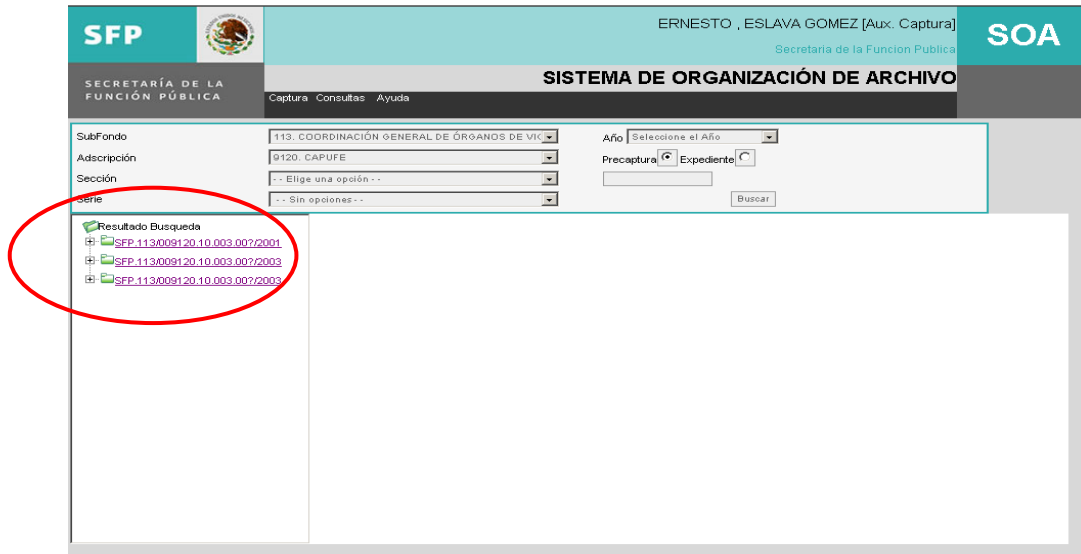 SFP
ERNESTO , ESLAVA GOMEZ [Aux. Captura]
Secretaria de la Funcion Publica
SOA
SECRETARÍA DE LA
FUNCIÓN PÚBLICA
SISTEMA DE ORGANIZACIÓN DE ARCHIVO
Captura Consultas Ayuda
SubFondo 113. COORDINACIÓN GENERAL DE ÓRGANOS DE VIG Año Seleccione el Año
Adscripción 9120. CAPUFE Precaptura Expediente
Sección - - Elige una opción - -
Serie - - Sin opciones - - Buscar
Resultado Busqueda
SFP.113/009120.10.003.00?/2001
SFP.113/009120.10.003.00?/2003
SFP.113/009120.10.003.00?/2003